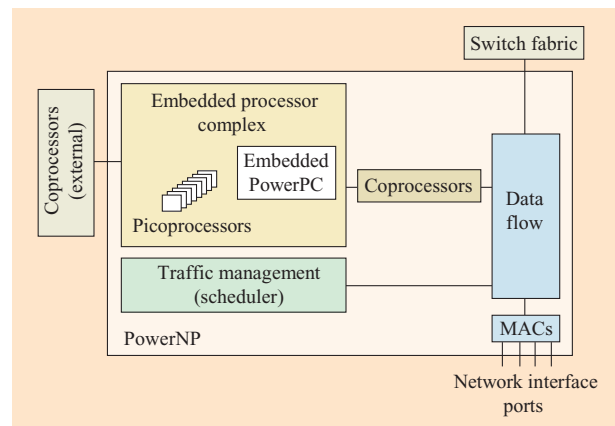 Switch fabric
Coprocessors
(external)
Embedded processor
complex
Embedded
PowerPC
Picoprocessors
Coprocessors
Data
flow
Traffic management
(scheduler)
PowerNP
MACs
Network interface
ports